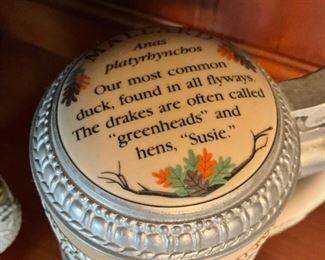 MALLARD
Anas
platyrhynchos
Our most common
duck, found in all flyways.
The drakes are often called
"greenheads" and
hens, "Susie."